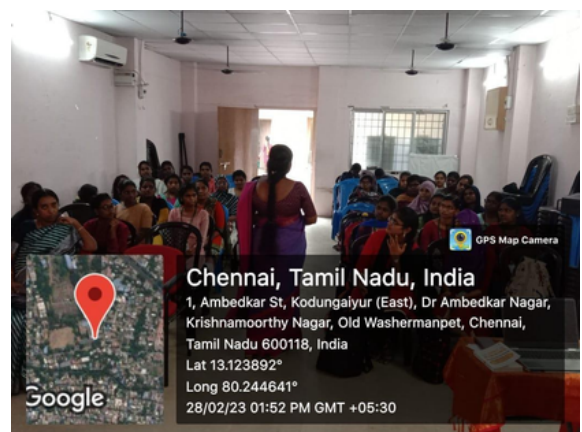 GPS Map Camera
Chennai, Tamil Nadu, India
1, Ambedkar St, Kodungaiyur (East), Dr Ambedkar Nagar,
Krishnamoorthy Nagar, Old Washermanpet, Chennai,
Tamil Nadu 600118, India
Lat 13.123892°
Long 80.244641°
28/02/23 01:52 PM GMT +05:30
Google